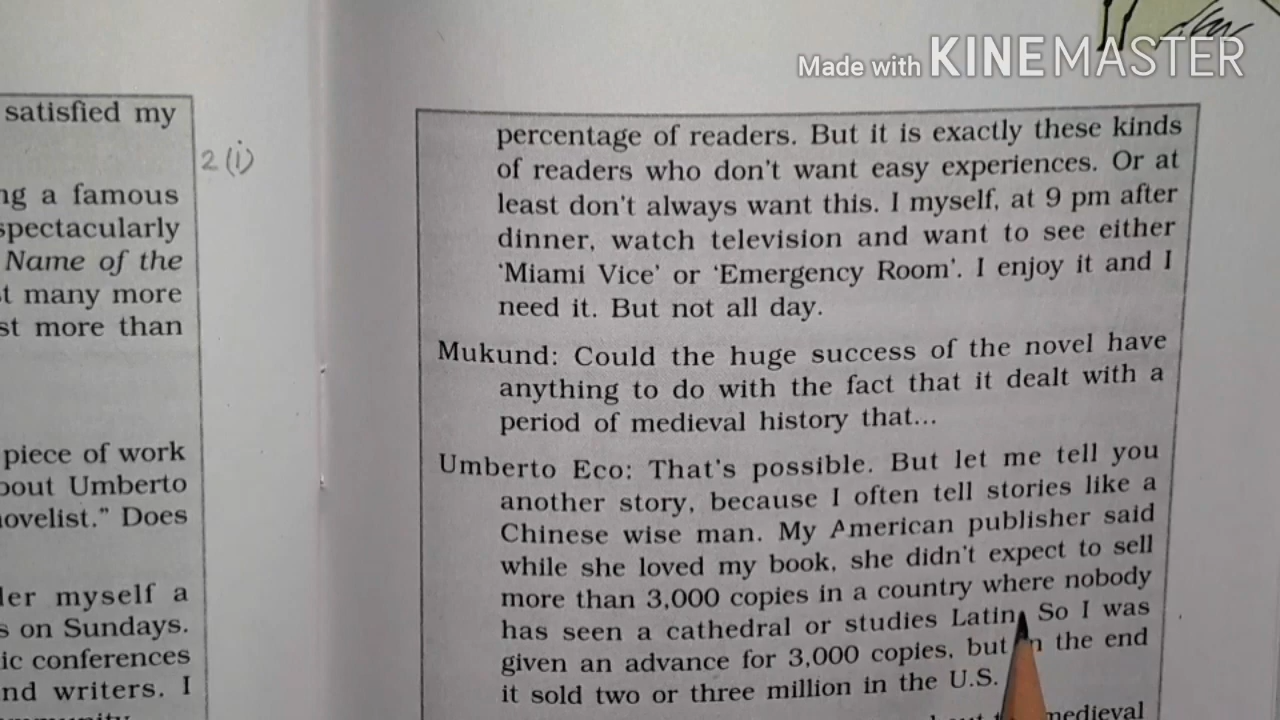 Made with KINEMASTER
satisfied my
2(i)
a famous
spectacularly
Name of the
many more
more than
piece of work
Umberto
Does
myself a
on Sundays.
conferences
writers. I
percentage of readers. But it is exactly these kinds
of readers who don't want easy experiences. Or at
least don't always want this. I myself, at 9 pm after
dinner, watch television and want to see either
'Miami Vice' or 'Emergency Room'. I enjoy it and I
need it. But not all day.
Mukund: Could the huge success of the novel have
anything to do with the fact that it dealt with a
period of medieval history that...
Umberto Eco: That's possible. But let me tell you
another story, because I often tell stories like a
Chinese wise man. My American publisher said
while she loved my book, she didn't expect to sell
more than 3,000 copies in a country where nobody
has seen a cathedral or studies Latin. So I was
given an advance for 3,000 copies, but in the end
it sold two or three million in the U.S.
medieval